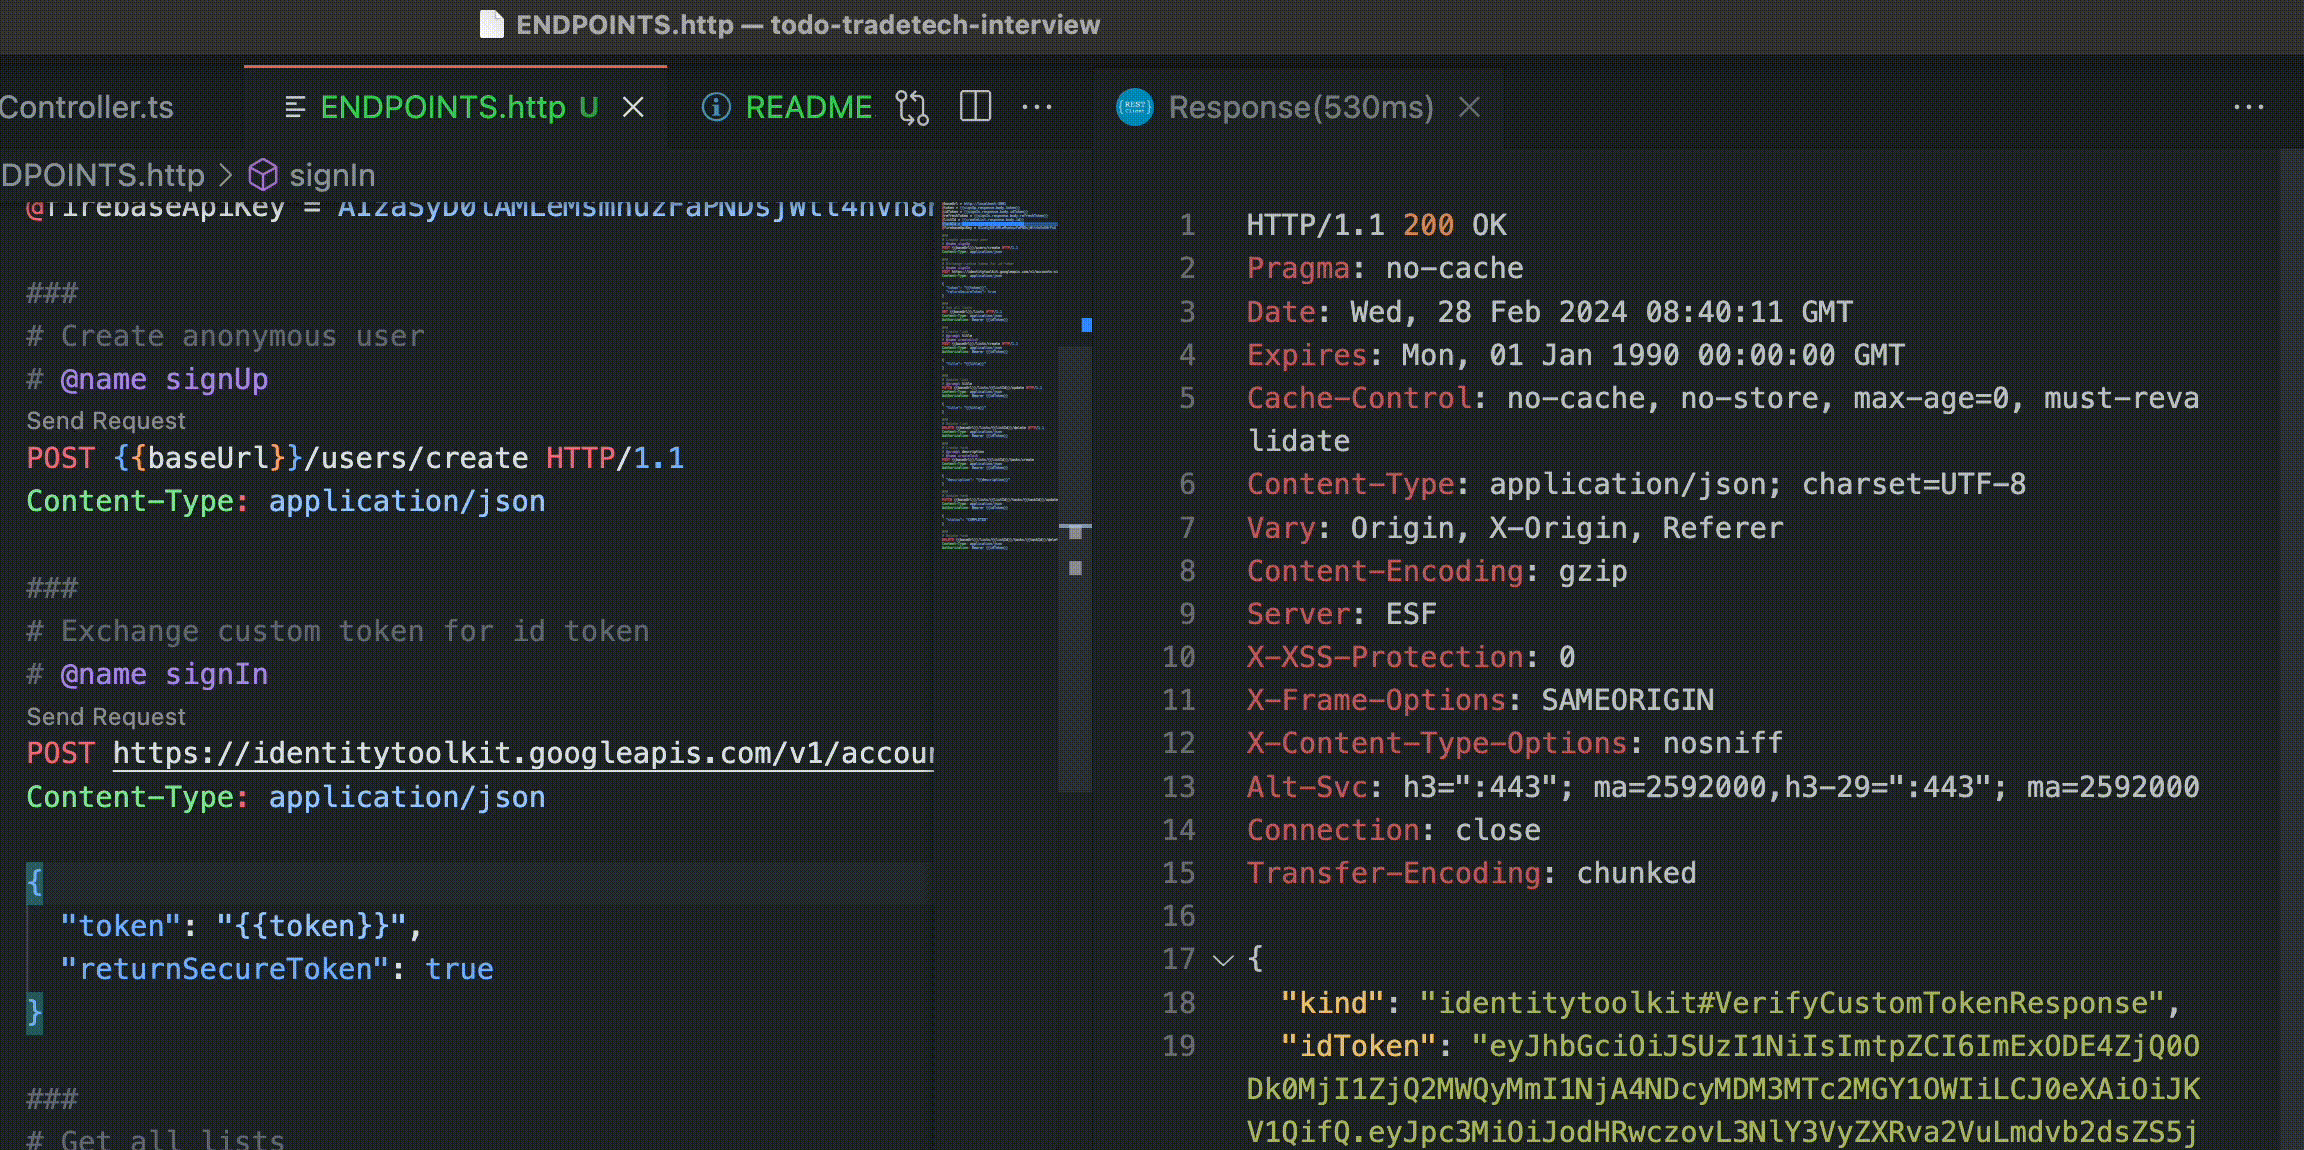 ENDPOINTS.http — todo-tradetech-interview
Controller.ts
ENDPOINTS.http U
README
Response(530ms)
DPOINTS.http > signIn
@firebaseApiKey =
###
# Create anonymous user
# @name signUp
Send Request
POST {{baseUrl}}/users/create HTTP/1.1
Content-Type: application/json
###
# Exchange custom token for id token
# @name signIn
Send Request
POST https://identitytoolkit.googleapis.com/v1/accour
Content-Type: application/json
{
"token": "{{token}}",
"returnSecureToken": true
}
###
# Get all lists
1 HTTP/1.1 200 OK
2 Pragma: no-cache
3 Date: Wed, 28 Feb 2024 08:40:11 GMT
4 Expires: Mon, 01 Jan 1990 00:00:00 GMT
5 Cache-Control: no-cache, no-store, max-age=0, must-reva
lidate
6 Content-Type: application/json; charset=UTF-8
7 Vary: Origin, X-Origin, Referer
8 Content-Encoding: gzip
9 Server: ESF
10 X-XSS-Protection: 0
11 X-Frame-Options: SAMEORIGIN
12 X-Content-Type-Options: nosniff
13 Alt-Svc: h3=":443"; ma=2592000,h3-29=":443"; ma=2592000
14 Connection: close
15 Transfer-Encoding: chunked
16
17 {
18 "kind": "identitytoolkit#VerifyCustomTokenResponse",
19 "idToken": "eyJhbGciOiJSUzI1NiIsImtpZCI6ImExODE4ZjQ0O
Dk0MjI1ZjQ2MWQyMmI1NjA4NDcyMDM3MTc2MGY1OWIiLCJ0eXAiOiJK
V1QifQ.eyJpc3MiOiJodHRwczovL3NlY3VyZXRva2VuLmdvb2dsZS5j